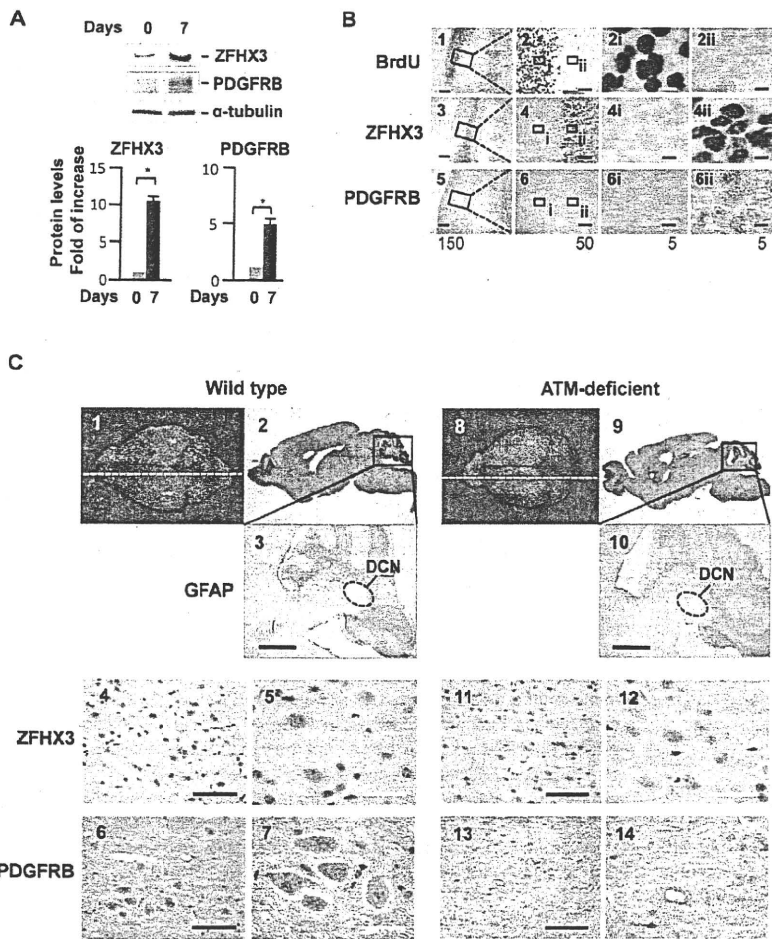 A
Days 0 7
ZFHX3
PDGFRB
α-tubulin
ZFHX3
PDGFRB
Protein levels
Fold of increase
15
10
5
0
*
10
5
0
*
Days 0 7
Days 0 7
B
BrdU
1
2
ii
2i
2ii
ZFHX3
3
4
i
ii
4i
4ii
PDGFRB
5
6
i
ii
6i
6ii
150
50
5
5
C
Wild type
ATM-deficient
1
2
8
9
GFAP
3
DCN
10
DCN
ZFHX3
4
5
11
12
PDGFRB
6
7
13
14